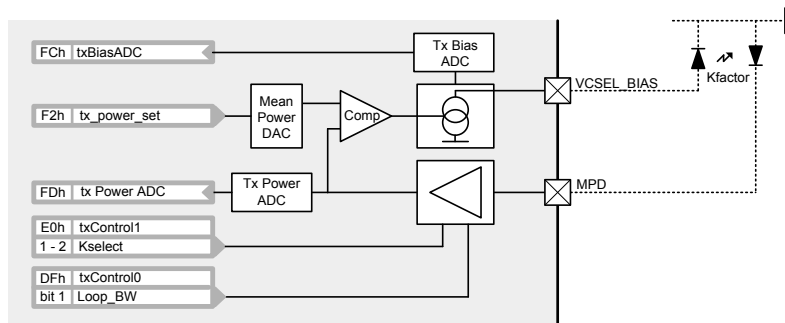 FCh txBiasADC
Tx Bias
ADC
VCSEL_BIAS
Kfactor
F2h tx_power_set
Mean
Power
DAC
Comp
FDh tx Power ADC
Tx Power
ADC
MPD
E0h txControl1
1 - 2 Kselect
DFh txControl0
bit 1 Loop_BW